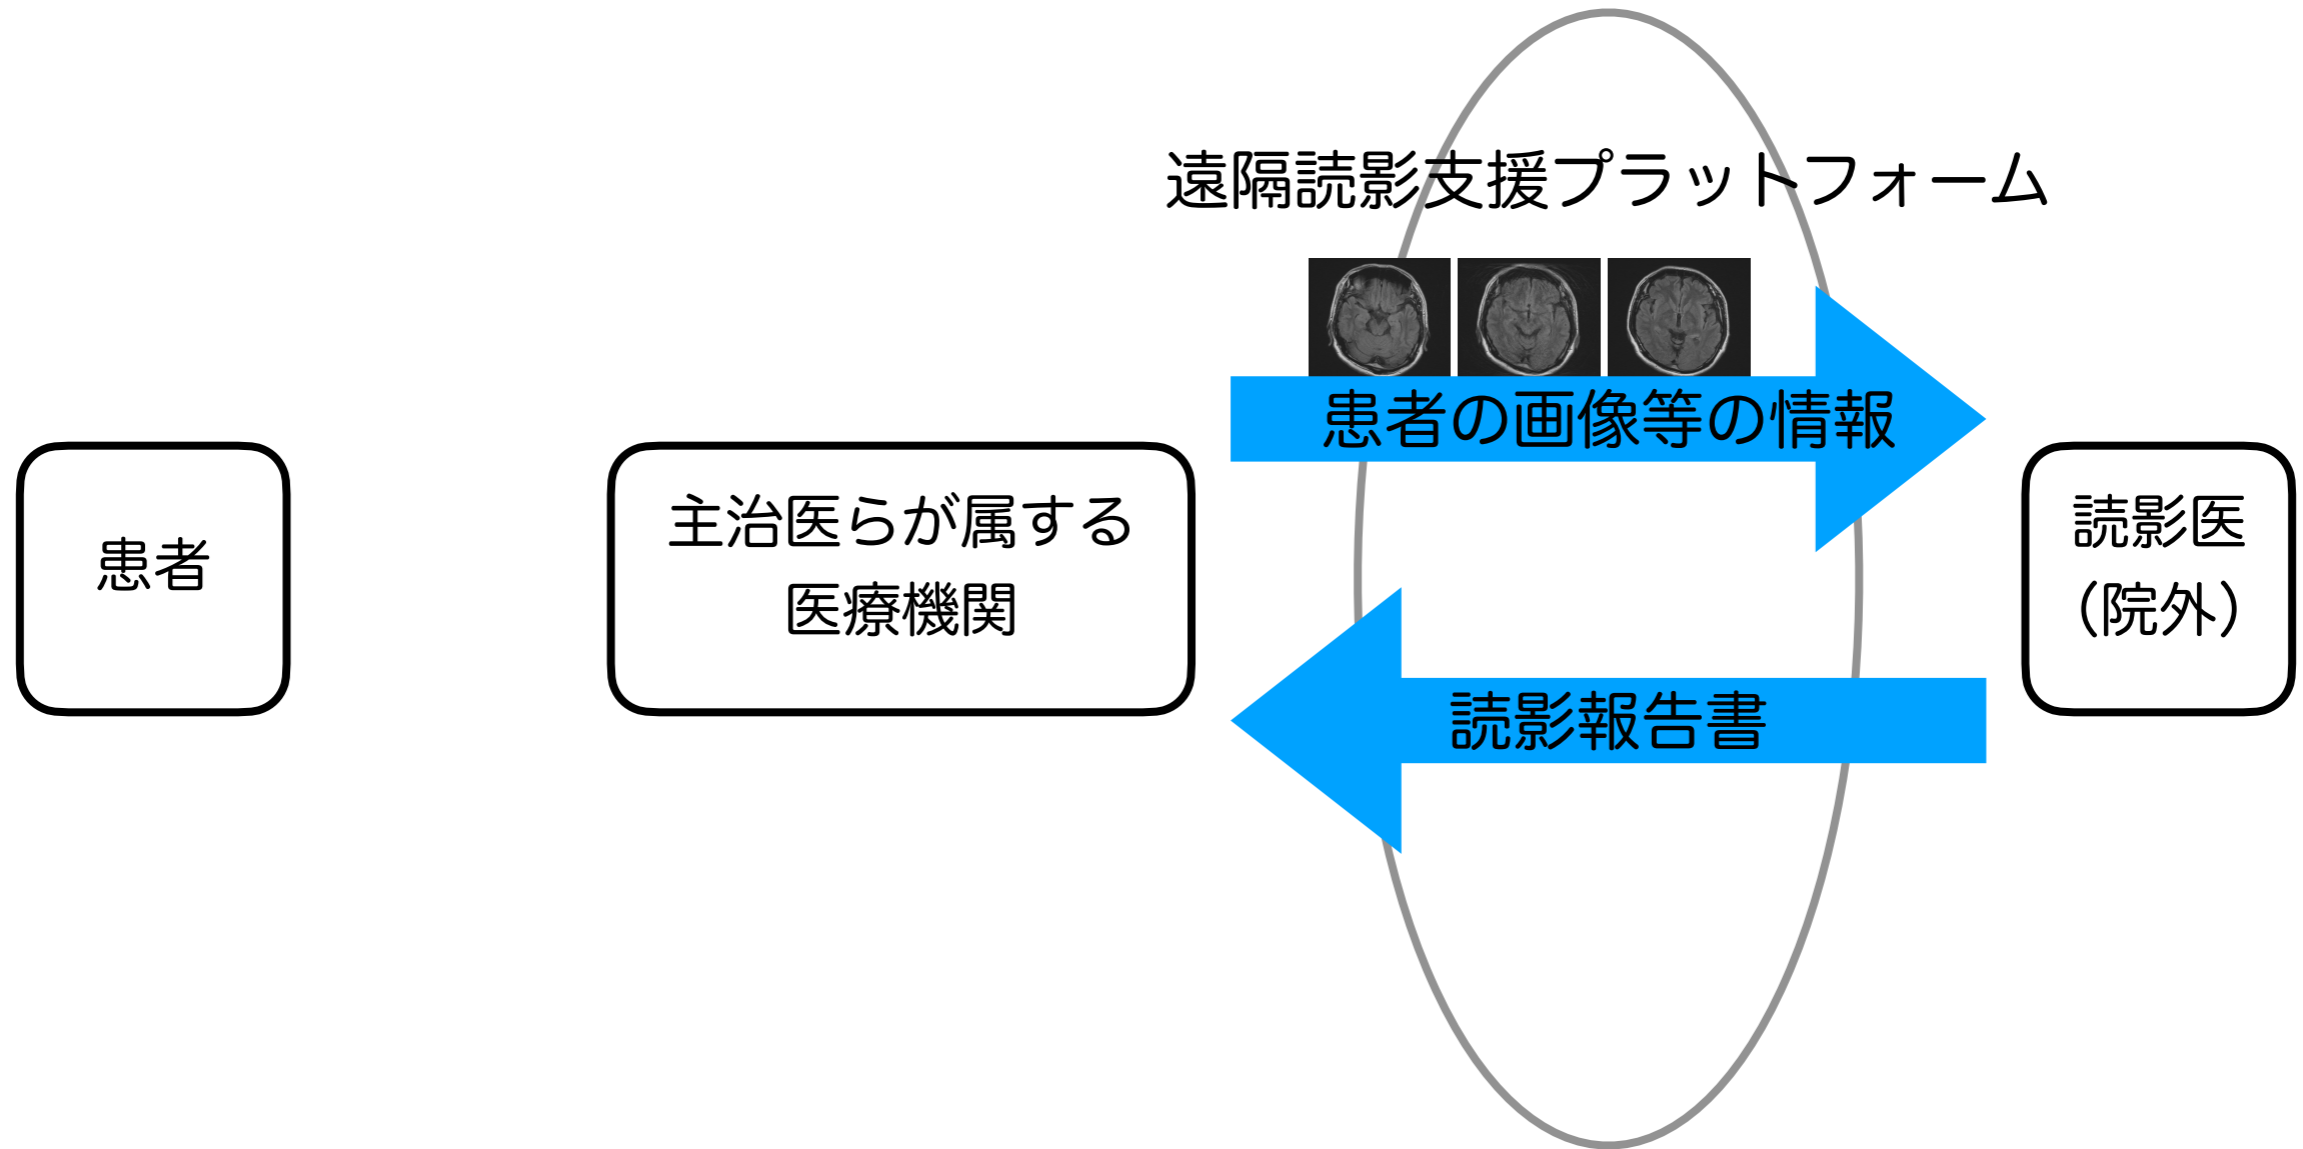 遠隔読影支援プラットフォーム
患者の画像等の情報
患者
主治医らが属する
医療機関
読影医
（院外）
読影報告書